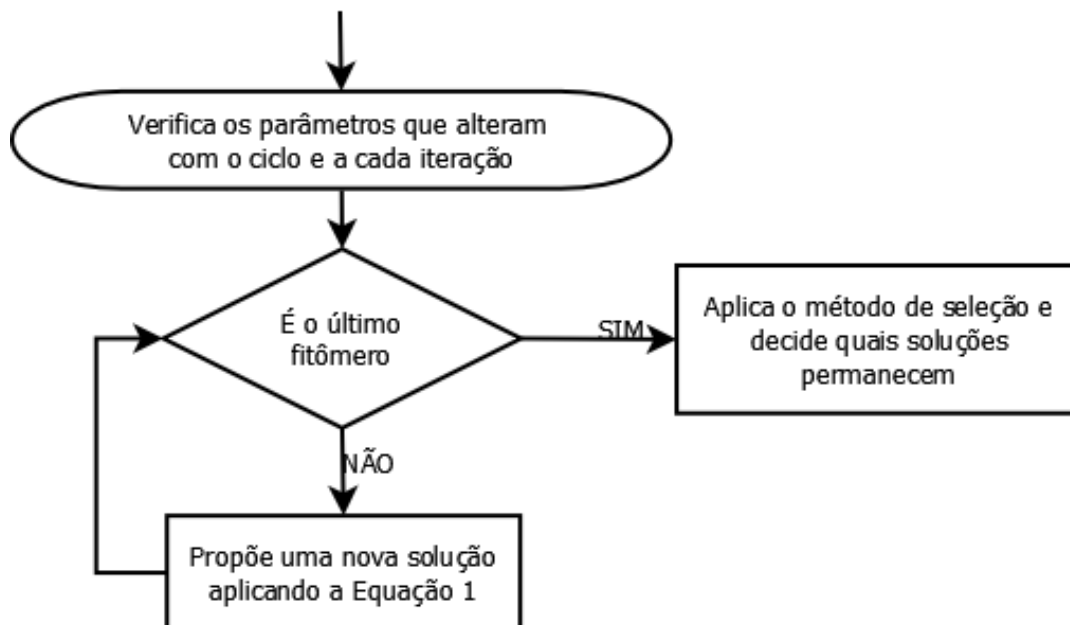 Verifica os parâmetros que alteram
com o ciclo e a cada iteração
É o último
fitômero
SIM
Aplica o método de seleção e
decide quais soluções
permanecem
NÃO
Propõe uma nova solução
aplicando a Equação 1